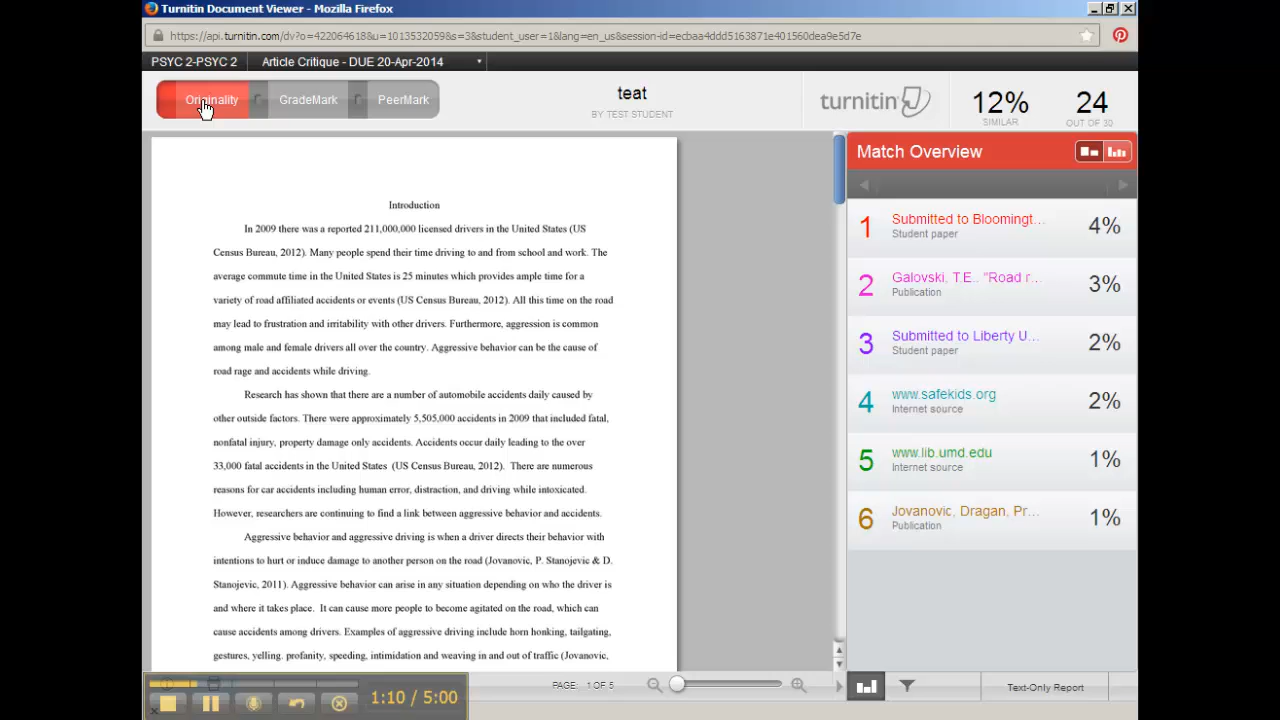 Turnitin Document Viewer - Mozilla Firefox
https://api.turnitin.com/dv?o=422064618&u=1013532059&s=3&student_user=1&lang=en_us&session-id=ecbaa4ddd5163871e401560dea9e5d7e
PSYC 2-PSYC 2
Article Critique - DUE 20-Apr-2014
Originality
GradeMark
PeerMark
teat
BY TEST STUDENT
turnitin
12%
SIMILAR
24
OUT OF 30
Introduction
In 2009 there was a reported 211,000,000 licensed drivers in the United States (US
Census Bureau, 2012). Many people spend their time driving to and from school and work. The
average commute time in the United States is 25 minutes which provides ample time for a
variety of road affiliated accidents or events (US Census Bureau, 2012). All this time on the road
may lead to frustration and irritability with other drivers. Furthermore, aggression is common
among male and female drivers all over the country. Aggressive behavior can be the cause of
road rage and accidents while driving.
Research has shown that there are a number of automobile accidents daily caused by
other outside factors. There were approximately 5,505,000 accidents in 2009 that included fatal,
nonfatal injury, property damage only accidents. Accidents occur daily leading to the over
33,000 fatal accidents in the United States (US Census Bureau, 2012). There are numerous
reasons for car accidents including human error, distraction, and driving while intoxicated.
However, researchers are continuing to find a link between aggressive behavior and accidents.
Aggressive behavior and aggressive driving is when a driver directs their behavior with
intentions to hurt or induce damage to another person on the road (Jovanovic, P. Stanojevic & D.
Stanojevic, 2011). Aggressive behavior can arise in any situation depending on who the driver is
and where it takes place. It can cause more people to become agitated on the road, which can
cause accidents among drivers. Examples of aggressive driving include horn honking, tailgating,
gestures, yelling. profanity, speeding, intimidation and weaving in and out of traffic (Jovanovic,
Match Overview
1
Submitted to Bloomingt...
Student paper
4%
2
Galovski, T.E.. "Road r...
Publication
3%
3
Submitted to Liberty U...
Student paper
2%
4
www.safekids.org
Internet source
2%
5
www.lib.umd.edu
Internet source
1%
6
Jovanovic, Dragan, Pr...
Publication
1%
1:10 / 5:00
PAGE: 1 OF 5
Text-Only Report